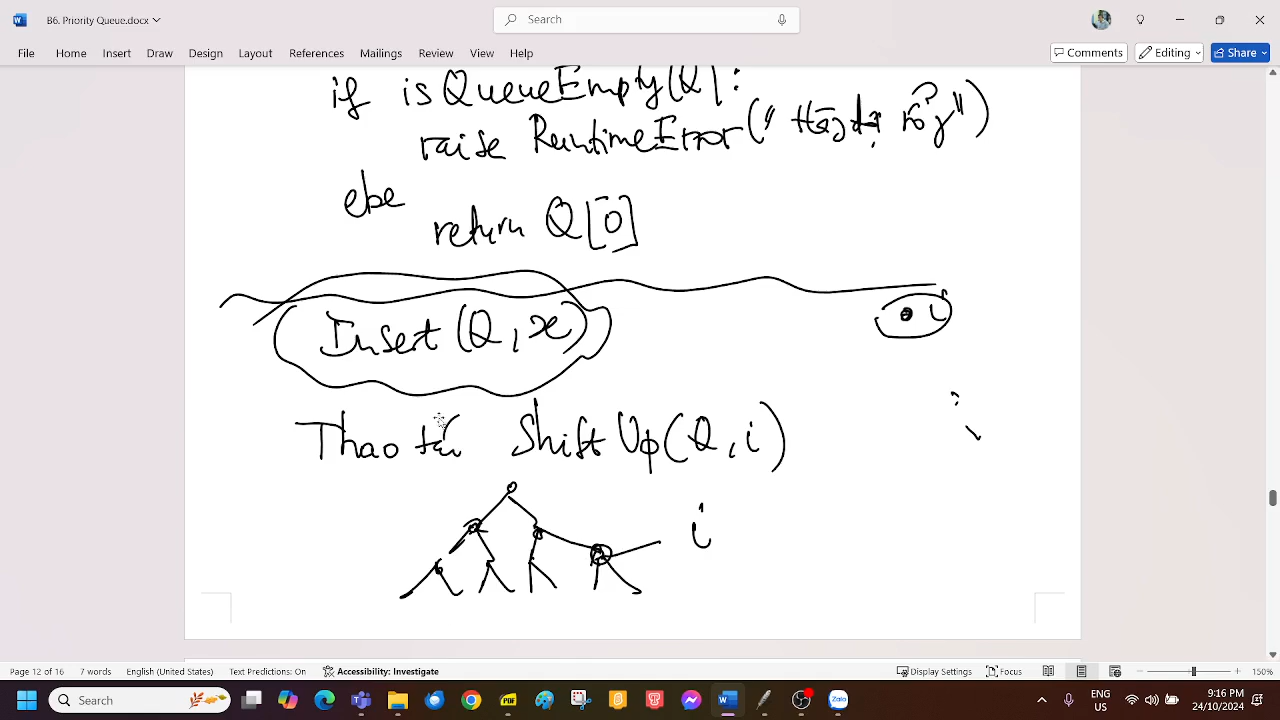 B6. Priority Queue.docx
Search
File Home Insert Draw Design Layout References Mailings Review View Help
Comments Editing Share
if isQueueEmpty(Q):
raise RuntimeError("Hàng đợi rỗng")
else
return Q[0]
Insert(Q, x)
i
Thao tác ShiftUp(Q, i)
i
Page 12 of 16 7 words English (United States) Text Predictions: On Accessibility: Investigate Display Settings Focus 150%
Search
ENG
US
9:16 PM
24/10/2024